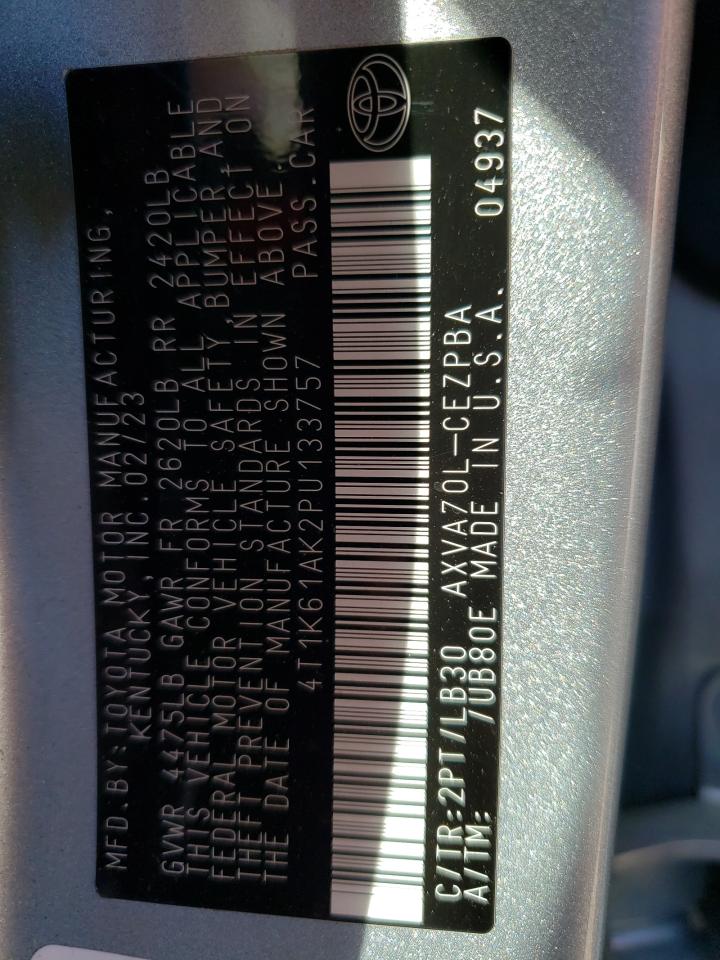 MFD.BY:TOYOTA MOTOR MANUFACTURING,
KENTUCKY, INC.02/23
GVWR 4475LB GAWR FR 2620LB RR 2420LB
THIS VEHICLE CONFORMS TO ALL APPLICABLE
FEDERAL MOTOR VEHICLE SAFETY, BUMPER, AND
THEFT PREVENTION STANDARDS IN EFFECT ON
THE DATE OF MANUFACTURE SHOWN ABOVE.
4T1K61AK2PU133757 PASS.CAR
C/TR:2PT/LB30 AXVA70L-CEZPBA
A/TM: /UB80E MADE IN U.S.A. 04937